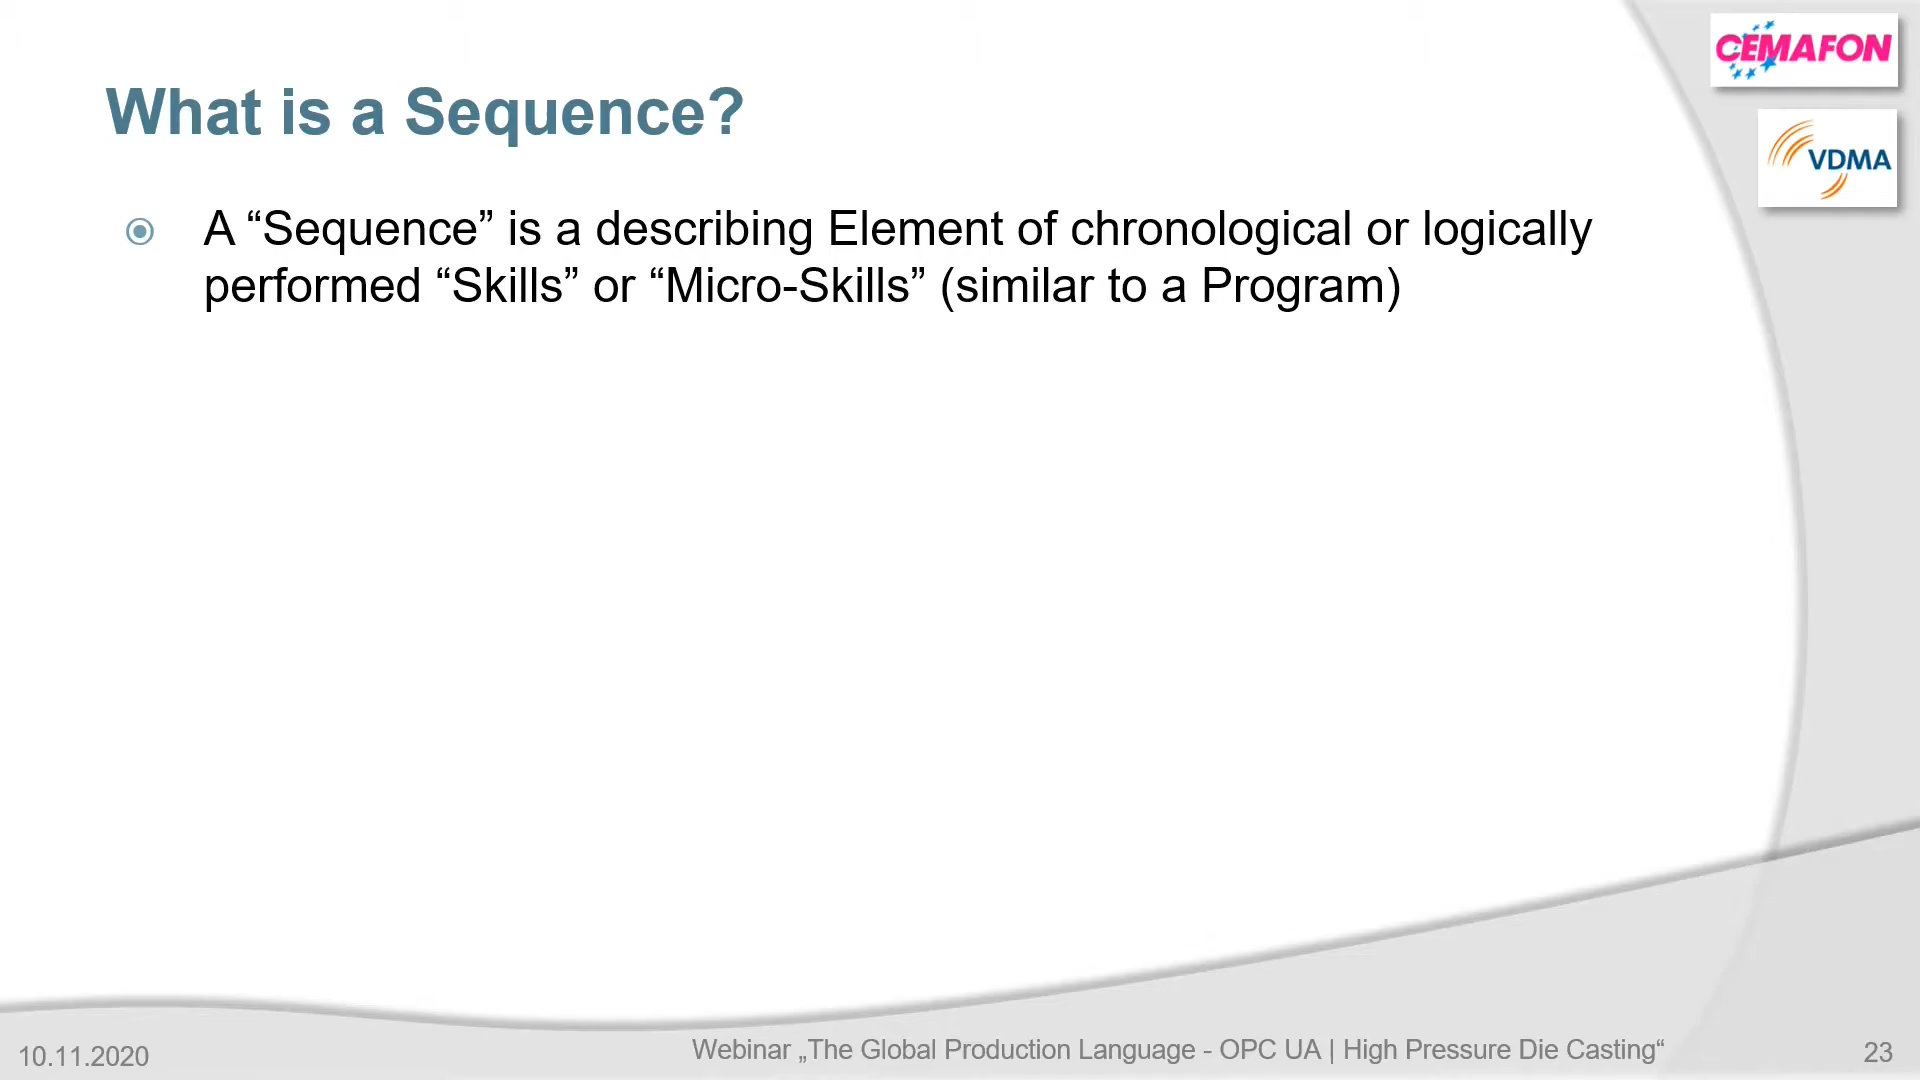 CEMAFON
What is a Sequence?
VDMA
A “Sequence” is a describing Element of chronological or logically
performed “Skills” or “Micro-Skills” (similar to a Program)
10.11.2020
Webinar „The Global Production Language - OPC UA | High Pressure Die Casting“
23